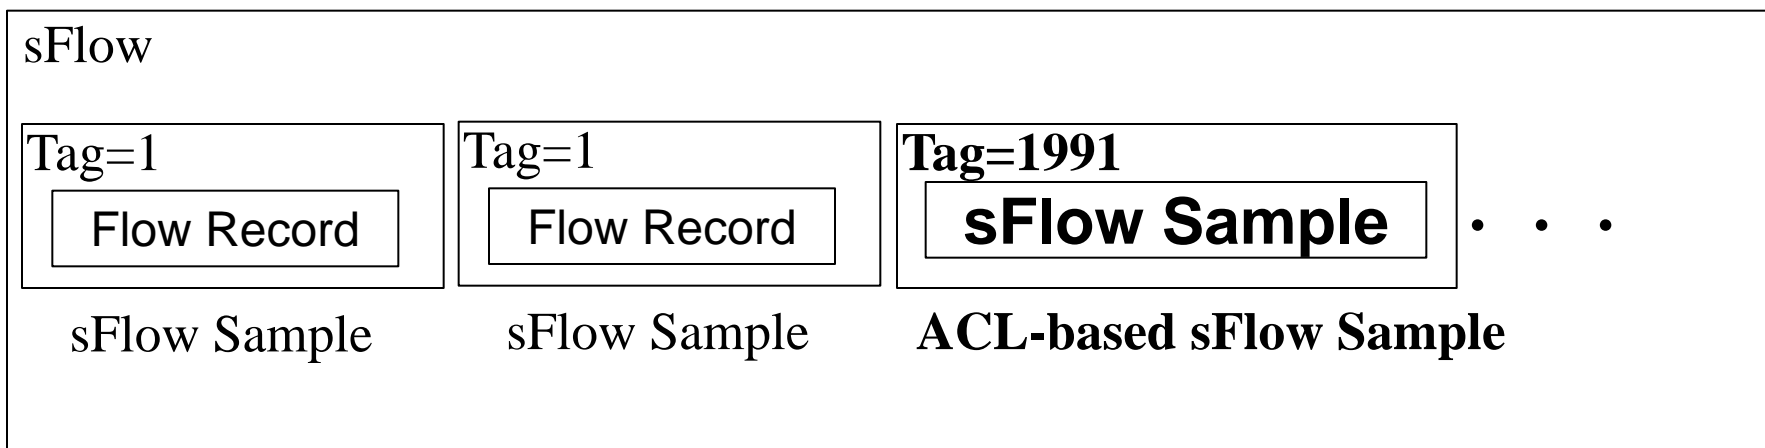 sFlow
Tag=1
Flow Record
sFlow Sample
Tag=1
Flow Record
sFlow Sample
Tag=1991
sFlow Sample
ACL-based sFlow Sample
. . .